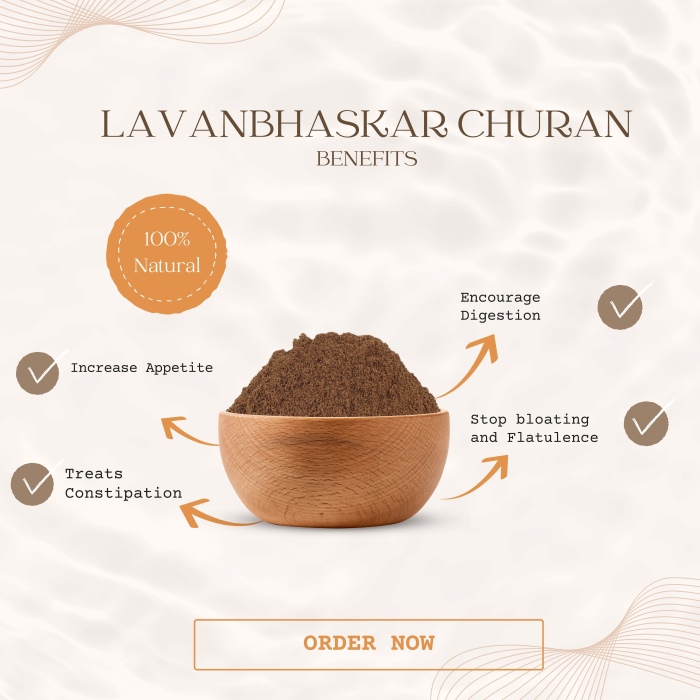 LAVANBHASKAR CHURAN
BENEFITS
100%
Natural
Encourage
Digestion
Increase Appetite
Stop bloating
and Flatulence
Treats
Constipation
ORDER NOW